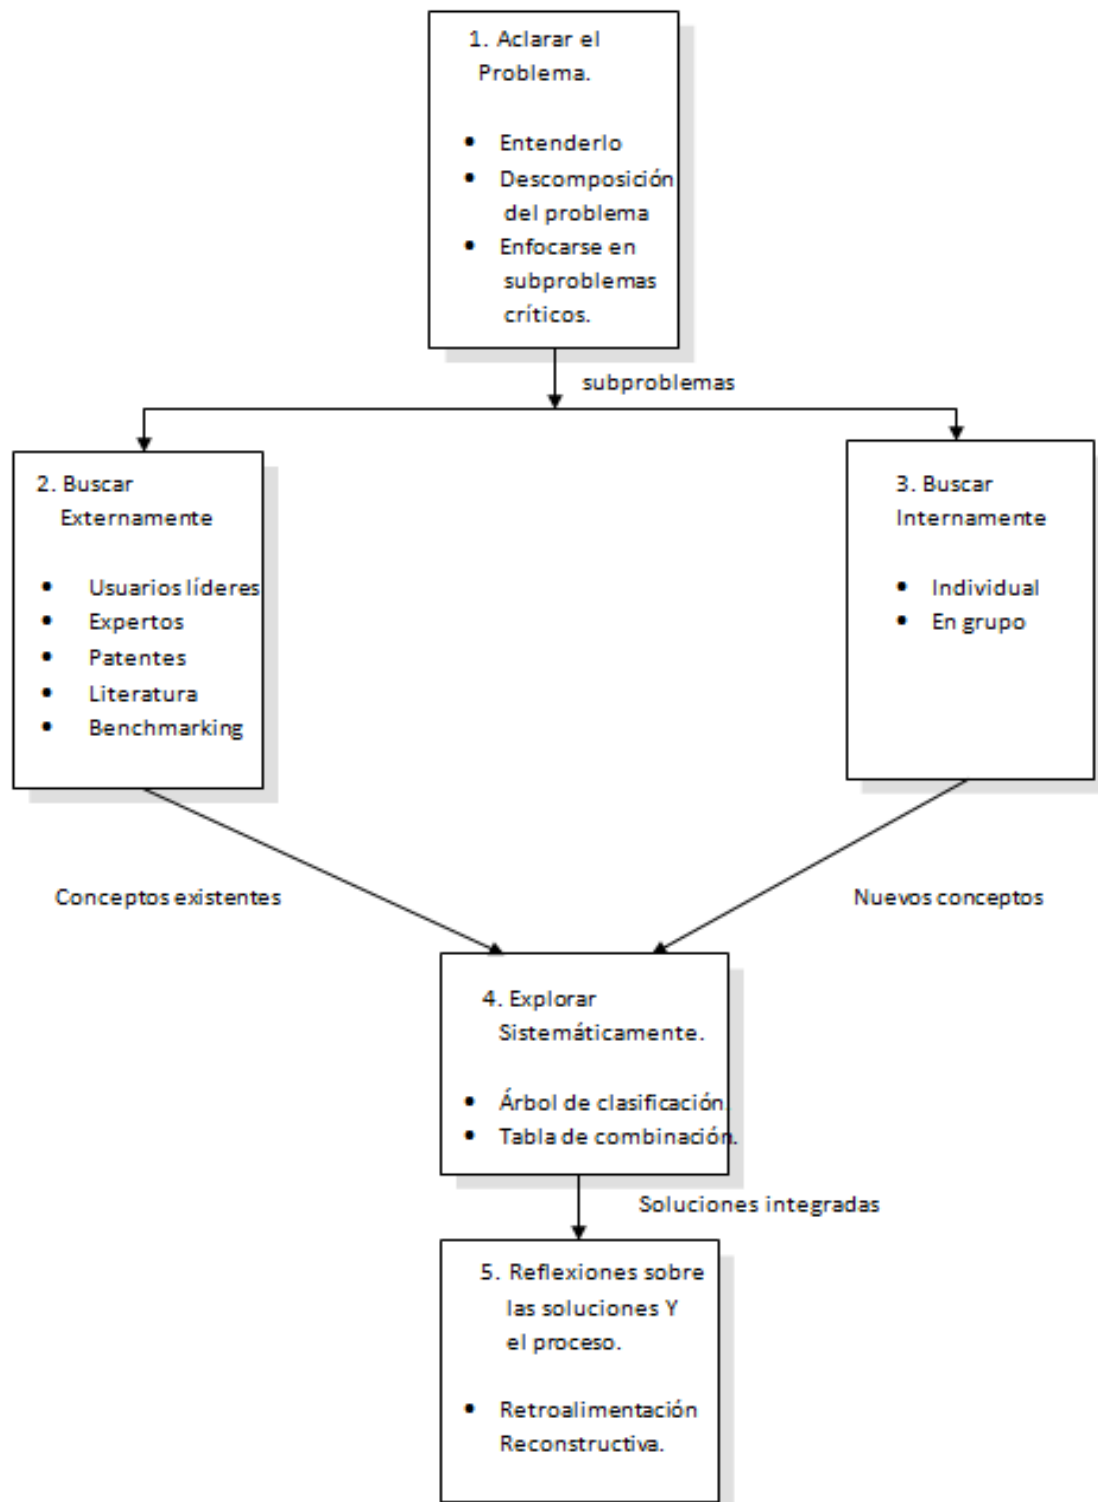 1. Aclarar el
Problema.
• Entenderlo
• Descomposición
del problema
• Enfocarse en
subproblemas
críticos.
subproblemas
2. Buscar
Externamente
• Usuarios líderes
• Expertos
• Patentes
• Literatura
• Benchmarking
3. Buscar
Internamente
• Individual
• En grupo
Conceptos existentes
Nuevos conceptos
4. Explorar
Sistemáticamente.
• Árbol de clasificación.
• Tabla de combinación.
Soluciones integradas
5. Reflexiones sobre
las soluciones Y
el proceso.
• Retroalimentación
Reconstructiva.